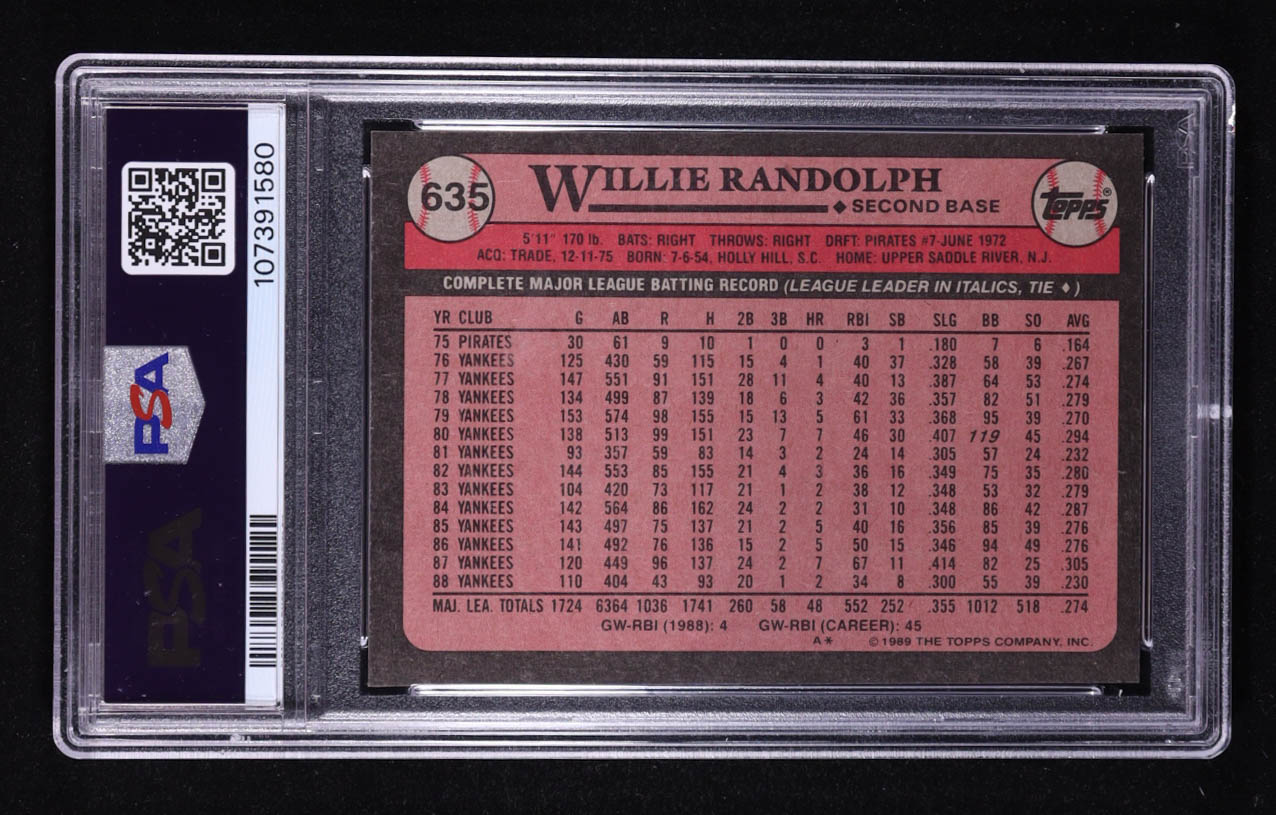 107391580
PSA
PSA
635
WILLIE RANDOLPH
◆ SECOND BASE
Topps®
5'11" 170 lb. BATS: RIGHT THROWS: RIGHT DRFT: PIRATES #7-JUNE 1972
ACQ: TRADE, 12-11-75 BORN: 7-6-54, HOLLY HILL, S.C. HOME: UPPER SADDLE RIVER, N.J.
COMPLETE MAJOR LEAGUE BATTING RECORD (LEAGUE LEADER IN ITALICS, TIE ♦)
YR CLUB G AB R H 2B 3B HR RBI SB SLG BB SO AVG
75 PIRATES 30 61 9 10 1 0 0 3 1 .180 7 6 .164
76 YANKEES 125 430 59 115 15 4 1 40 37 .328 58 39 .267
77 YANKEES 147 551 91 151 28 11 4 40 13 .387 64 53 .274
78 YANKEES 134 499 87 139 18 6 3 42 36 .357 82 51 .279
79 YANKEES 153 574 98 155 15 13 5 61 33 .368 95 39 .270
80 YANKEES 138 513 99 151 23 7 7 46 30 .407 119 45 .294
81 YANKEES 93 357 59 83 14 3 2 24 14 .305 57 24 .232
82 YANKEES 144 553 85 155 21 4 3 36 16 .349 75 35 .280
83 YANKEES 104 420 73 117 21 1 2 38 12 .348 53 32 .279
84 YANKEES 142 564 86 162 24 2 2 31 10 .348 86 42 .287
85 YANKEES 143 497 75 137 21 2 5 40 16 .356 85 39 .276
86 YANKEES 141 492 76 136 15 2 5 50 15 .346 94 49 .276
87 YANKEES 120 449 96 137 24 2 7 67 11 .414 82 25 .305
88 YANKEES 110 404 43 93 20 1 2 34 8 .300 55 39 .230
MAJ. LEA. TOTALS 1724 6364 1036 1741 260 58 48 552 252 .355 1012 518 .274
GW-RBI (1988): 4 GW-RBI (CAREER): 45
A* © 1989 THE TOPPS COMPANY, INC.